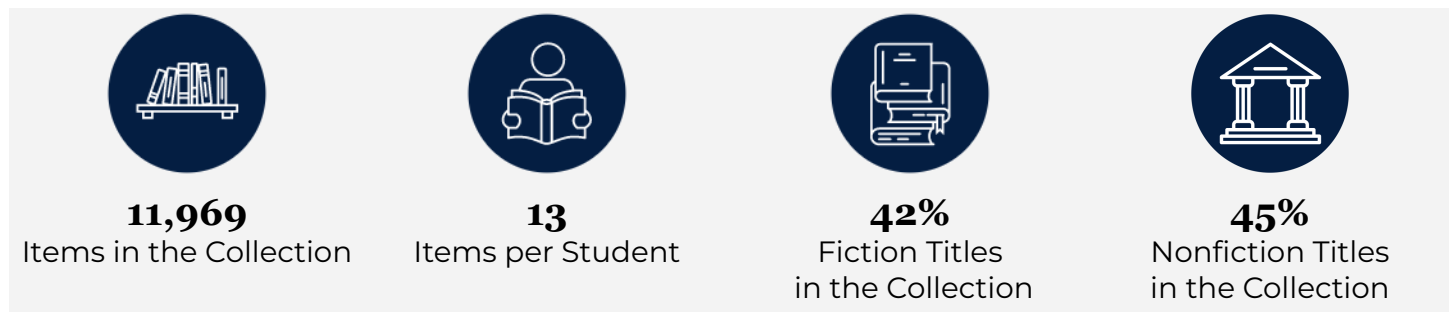 11,969
Items in the Collection
13
Items per Student
42%
Fiction Titles
in the Collection
45%
Nonfiction Titles
in the Collection